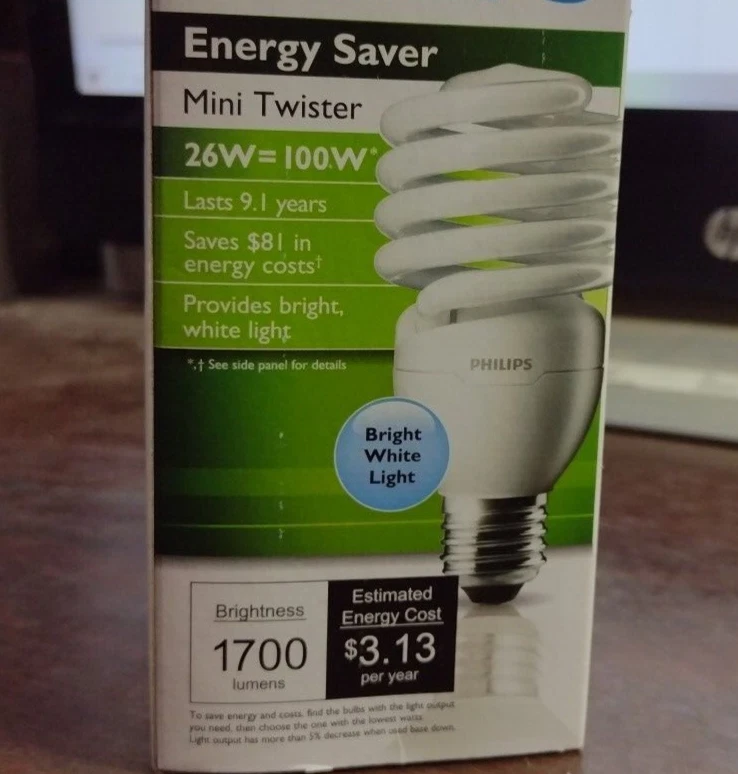 Energy Saver
Mini Twister
26W=100W*
Lasts 9.1 years
Saves $81 in
energy costs†
Provides bright,
white light
*,† See side panel for details
PHILIPS
Bright
White
Light
Brightness
1700
lumens
Estimated
Energy Cost
$3.13
per year
To save energy and costs, find the bulbs with the light output
you need, then choose the one with the lowest watts.
Light output has more than 5% decrease when used base down.
hp